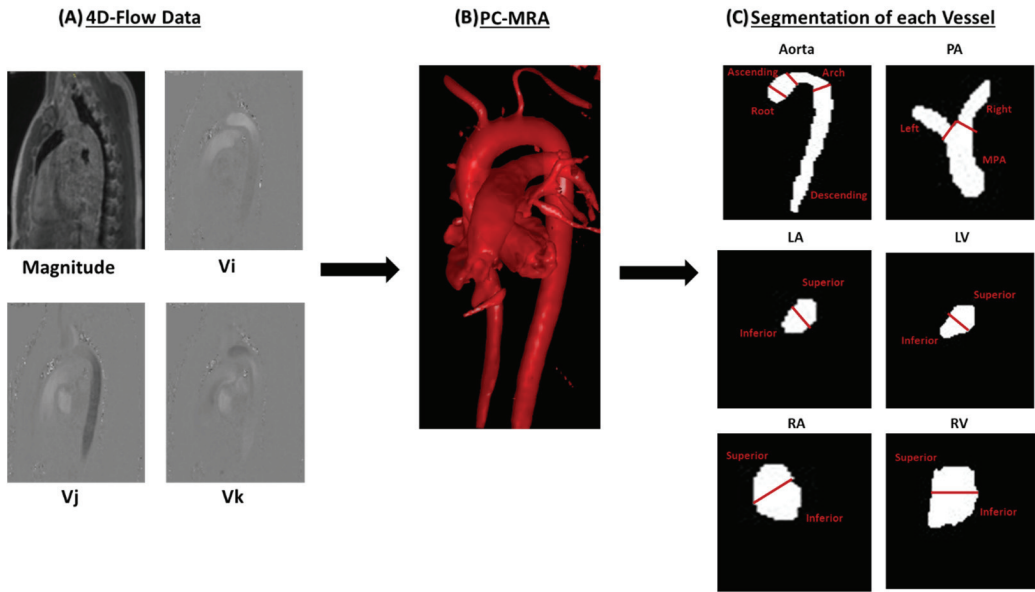 (A) 4D-Flow Data
(B) PC-MRA
(C) Segmentation of each Vessel
Magnitude
Vi
Vj
Vk
Aorta
Ascending
Arch
Root
Descending
PA
Right
Left
MPA
LA
Superior
Inferior
LV
Superior
Inferior
RA
Superior
Inferior
RV
Superior
Inferior